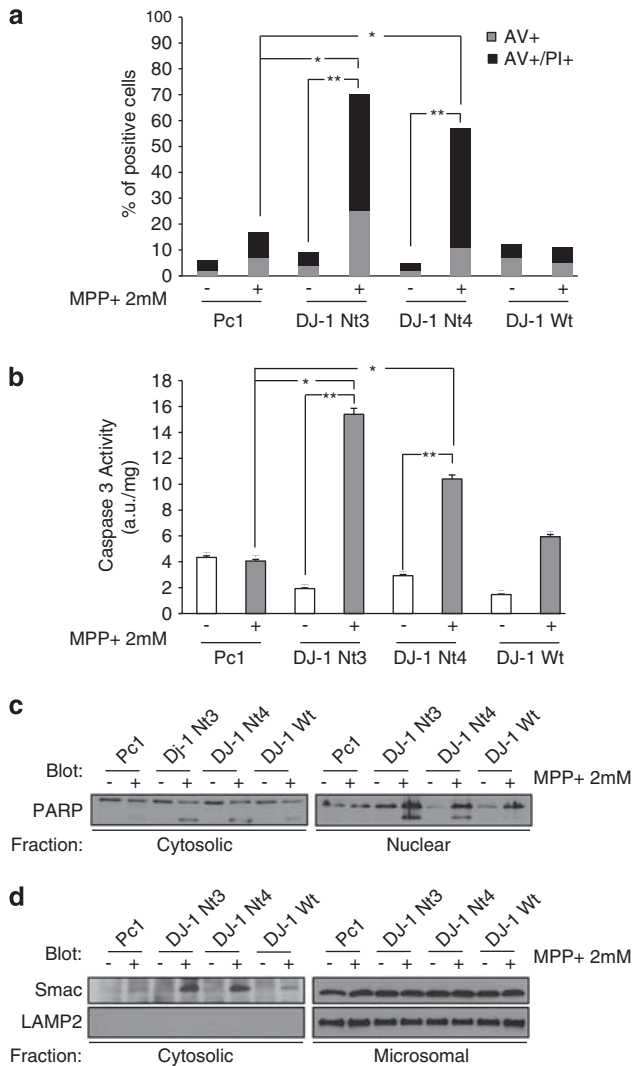 a
% of positive cells
100
90
80
70
60
50
40
30
20
10
0
AV+
AV+/PI+
*
*
**
**
- + - + - + - +
MPP+ 2mM
Pc1 DJ-1 Nt3 DJ-1 Nt4 DJ-1 Wt
b
Caspase 3 Activity
(a.u./mg)
18
16
14
12
10
8
6
4
2
0
*
*
**
**
- + - + - + - +
MPP+ 2mM
Pc1 DJ-1 Nt3 DJ-1 Nt4 DJ-1 Wt
c
Pc1 Dj-1 Nt3 DJ-1 Nt4 DJ-1 Wt Pc1 DJ-1 Nt3 DJ-1 Nt4 DJ-1 Wt
Blot: - + - + - + - + - + - + - + - + MPP+ 2mM
PARP
Fraction: Cytosolic Nuclear
d
Pc1 DJ-1 Nt3 DJ-1 Nt4 DJ-1 Wt Pc1 DJ-1 Nt3 DJ-1 Nt4 DJ-1 Wt
Blot: - + - + - + - + - + - + - + - + MPP+ 2mM
Smac
LAMP2
Fraction: Cytosolic Microsomal